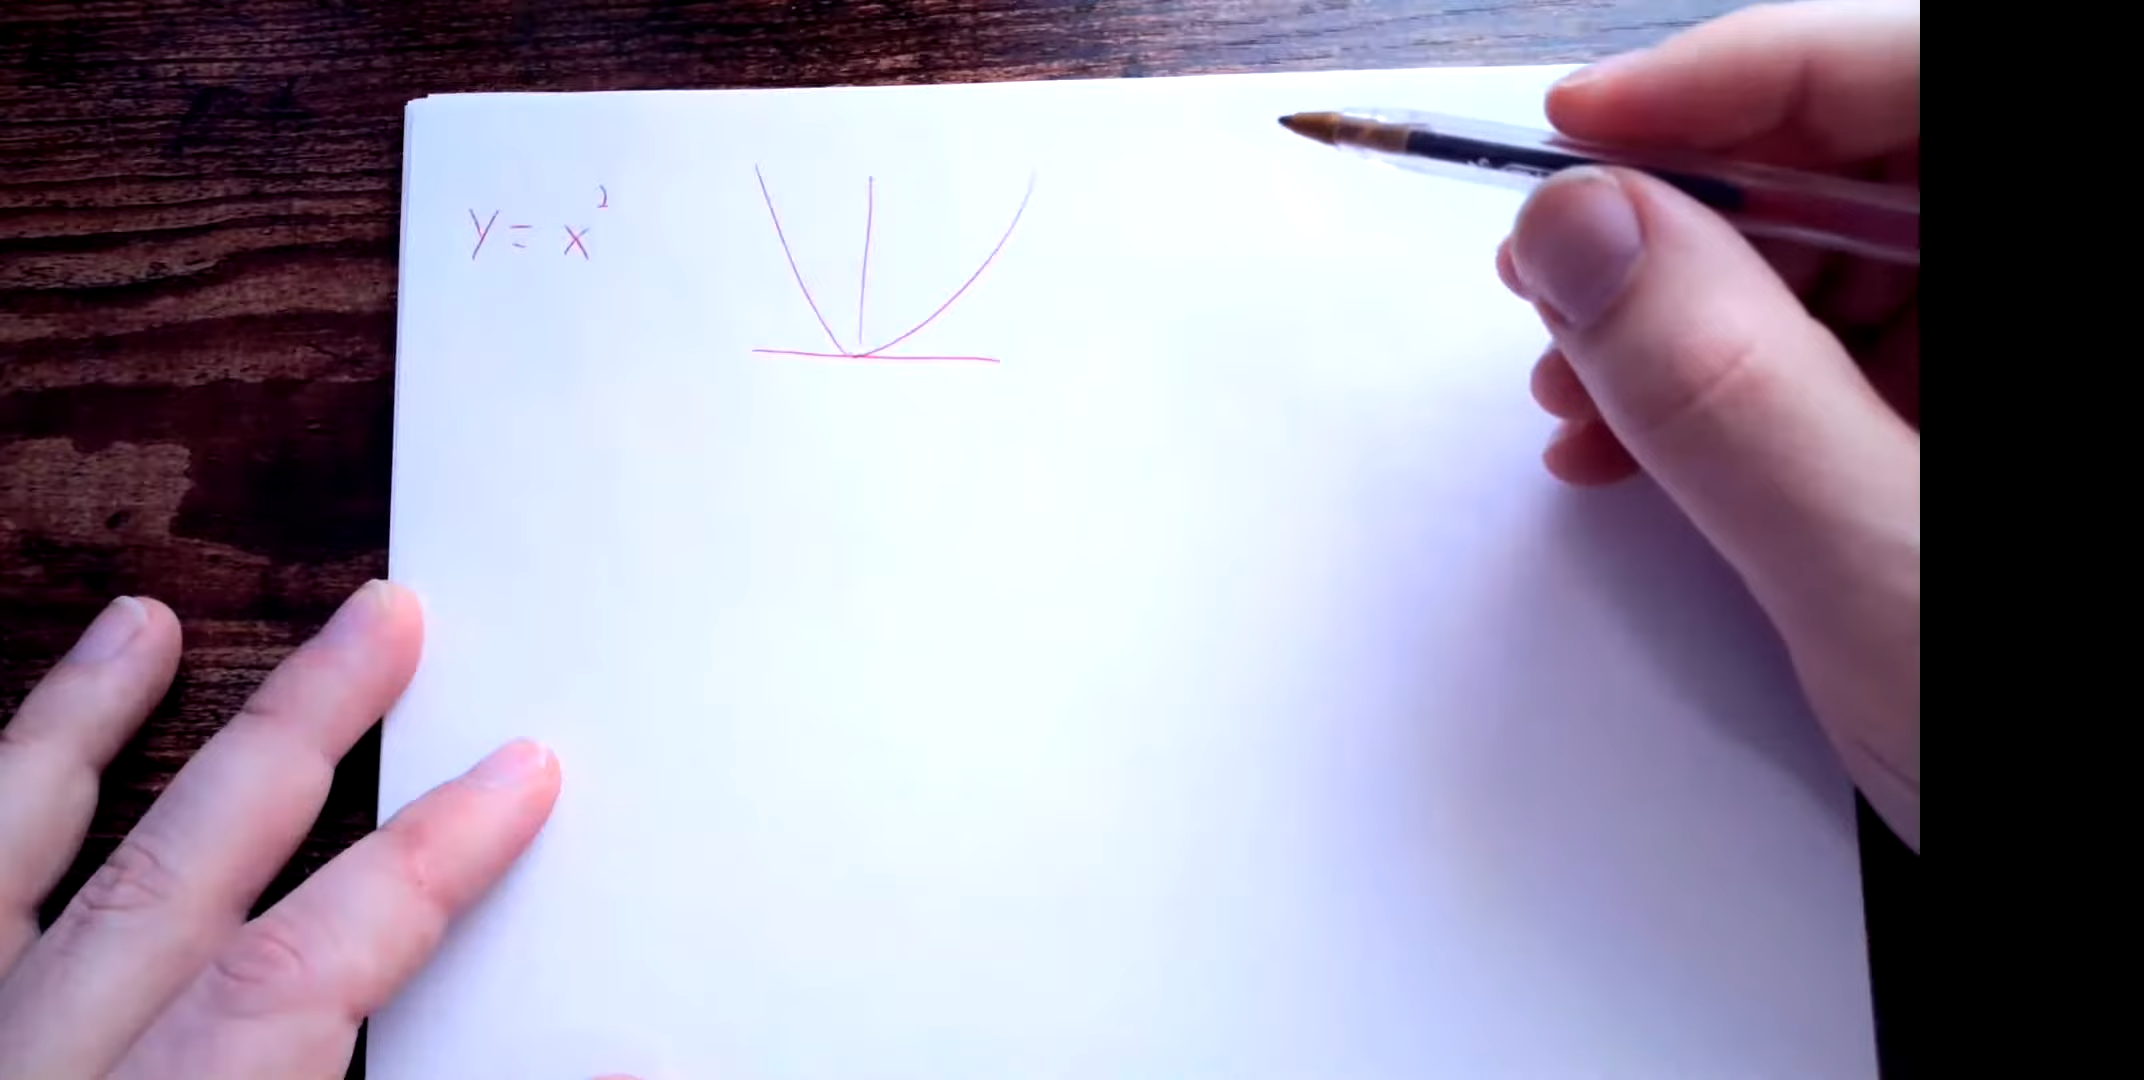 y = x²